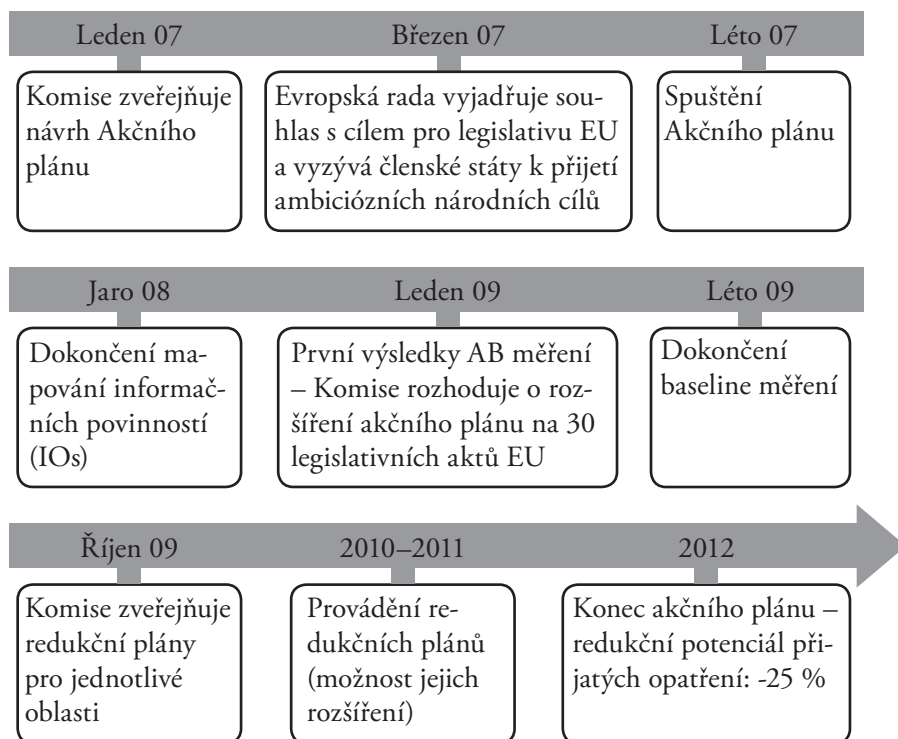 Leden 07
Březen 07
Léto 07
Komise zveřejňuje
návrh Akčního
plánu
Evropská rada vyjadřuje sou-
hlas s cílem pro legislativu EU
a vyzývá členské státy k přijetí
ambiciózních národních cílů
Spuštění
Akčního plánu
Jaro 08
Leden 09
Léto 09
Dokončení ma-
pování informač-
ních povinností
(IOs)
První výsledky AB měření
– Komise rozhoduje o roz-
šíření akčního plánu na 30
legislativních aktů EU
Dokončení
baseline měření
Říjen 09
2010–2011
2012
Komise zveřejňuje
redukční plány
pro jednotlivé
oblasti
Provádění re-
dukčních plánů
(možnost jejich
rozšíření)
Konec akčního plánu –
redukční potenciál při-
jatých opatření: -25 %